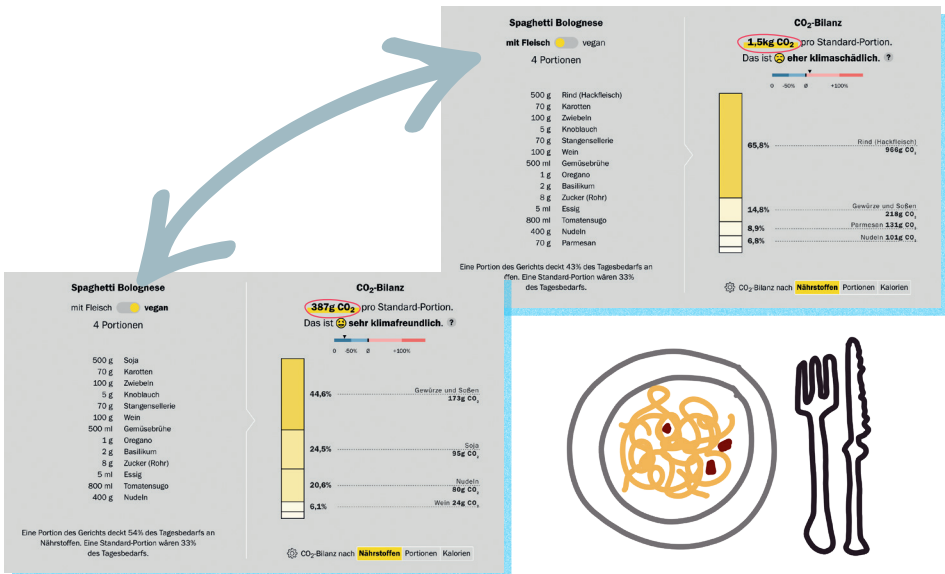 Spaghetti Bolognese
mit Fleisch vegan
4 Portionen
500 g Rind (Hackfleisch)
70 g Karotten
100 g Zwiebeln
5 g Knoblauch
70 g Stangensellerie
100 g Wein
500 ml Gemüsebrühe
1 g Oregano
2 g Basilikum
8 g Zucker (Rohr)
5 ml Essig
800 ml Tomatensugo
400 g Nudeln
70 g Parmesan
Eine Portion des Gerichts deckt 43% des Tagesbedarfs an
ffen. Eine Standard-Portion wären 33%
des Tagesbedarfs.
CO₂-Bilanz
1,5kg CO₂ pro Standard-Portion.
Das ist eher klimaschädlich. ?
0 -50% Ø +100%
65,8% Rind (Hackfleisch)
966g CO₂
14,8% Gewürze und Soßen
218g CO₂
8,9% Parmesan 131g CO₂
6,8% Nudeln 101g CO₂
CO₂-Bilanz nach Nährstoffen Portionen Kalorien
Spaghetti Bolognese
mit Fleisch vegan
4 Portionen
500 g Soja
70 g Karotten
100 g Zwiebeln
5 g Knoblauch
70 g Stangensellerie
100 g Wein
500 ml Gemüsebrühe
1 g Oregano
2 g Basilikum
8 g Zucker (Rohr)
5 ml Essig
800 ml Tomatensugo
400 g Nudeln
Eine Portion des Gerichts deckt 54% des Tagesbedarfs an
Nährstoffen. Eine Standard-Portion wären 33%
des Tagesbedarfs.
CO₂-Bilanz
387g CO₂ pro Standard-Portion.
Das ist sehr klimafreundlich. ?
0 -50% Ø +100%
44,6% Gewürze und Soßen
173g CO₂
24,5% Soja
95g CO₂
20,6% Nudeln
80g CO₂
6,1% Wein 24g CO₂
CO₂-Bilanz nach Nährstoffen Portionen Kalorien